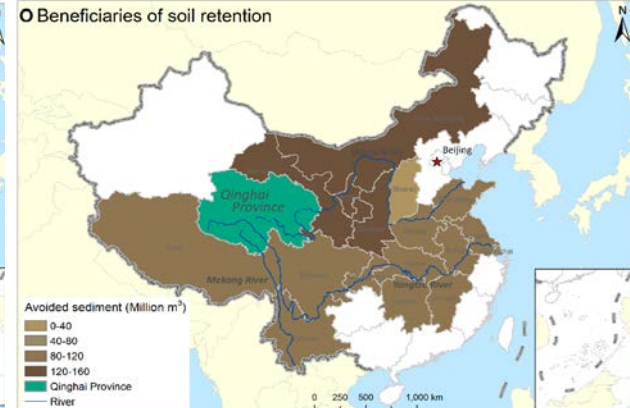 O Beneficiaries of soil retention
N
N
Beijing
Qinghai
Province
Mekong River
Yangtze River
Avoided sediment (Million m³)
0-40
40-80
80-120
120-160
Qinghai Province
River
0 250 500 1,000 km